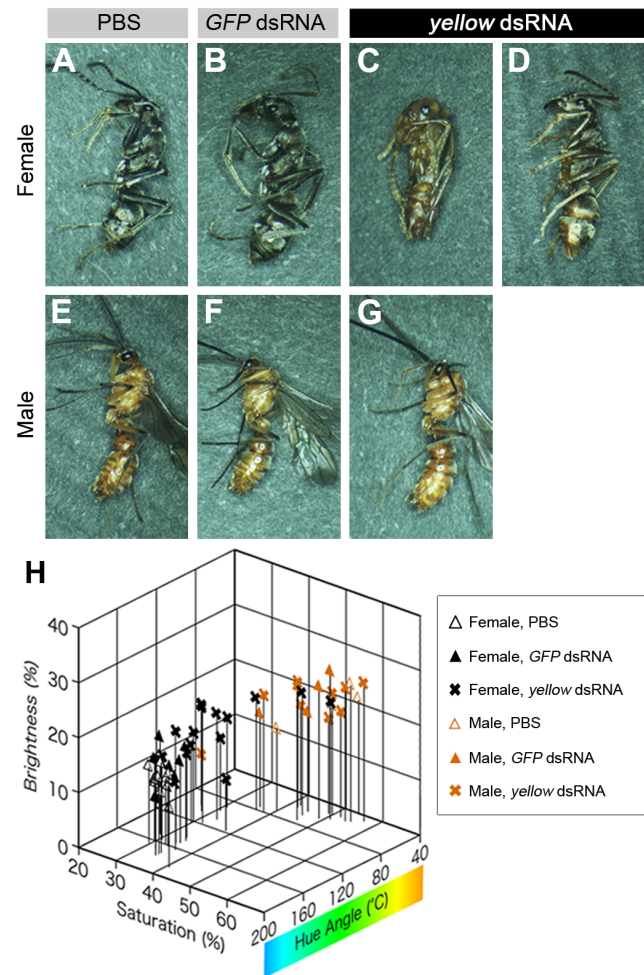 PBS GFP dsRNA yellow dsRNA
A B C D
Female
E F G
Male
H
40
30
20
10
0
Brightness (%)
20 30 40 50 60
Saturation (%)
200 160 120 80 40
Hue Angle (°C)
Female, PBS
Female, GFP dsRNA
Female, yellow dsRNA
Male, PBS
Male, GFP dsRNA
Male, yellow dsRNA